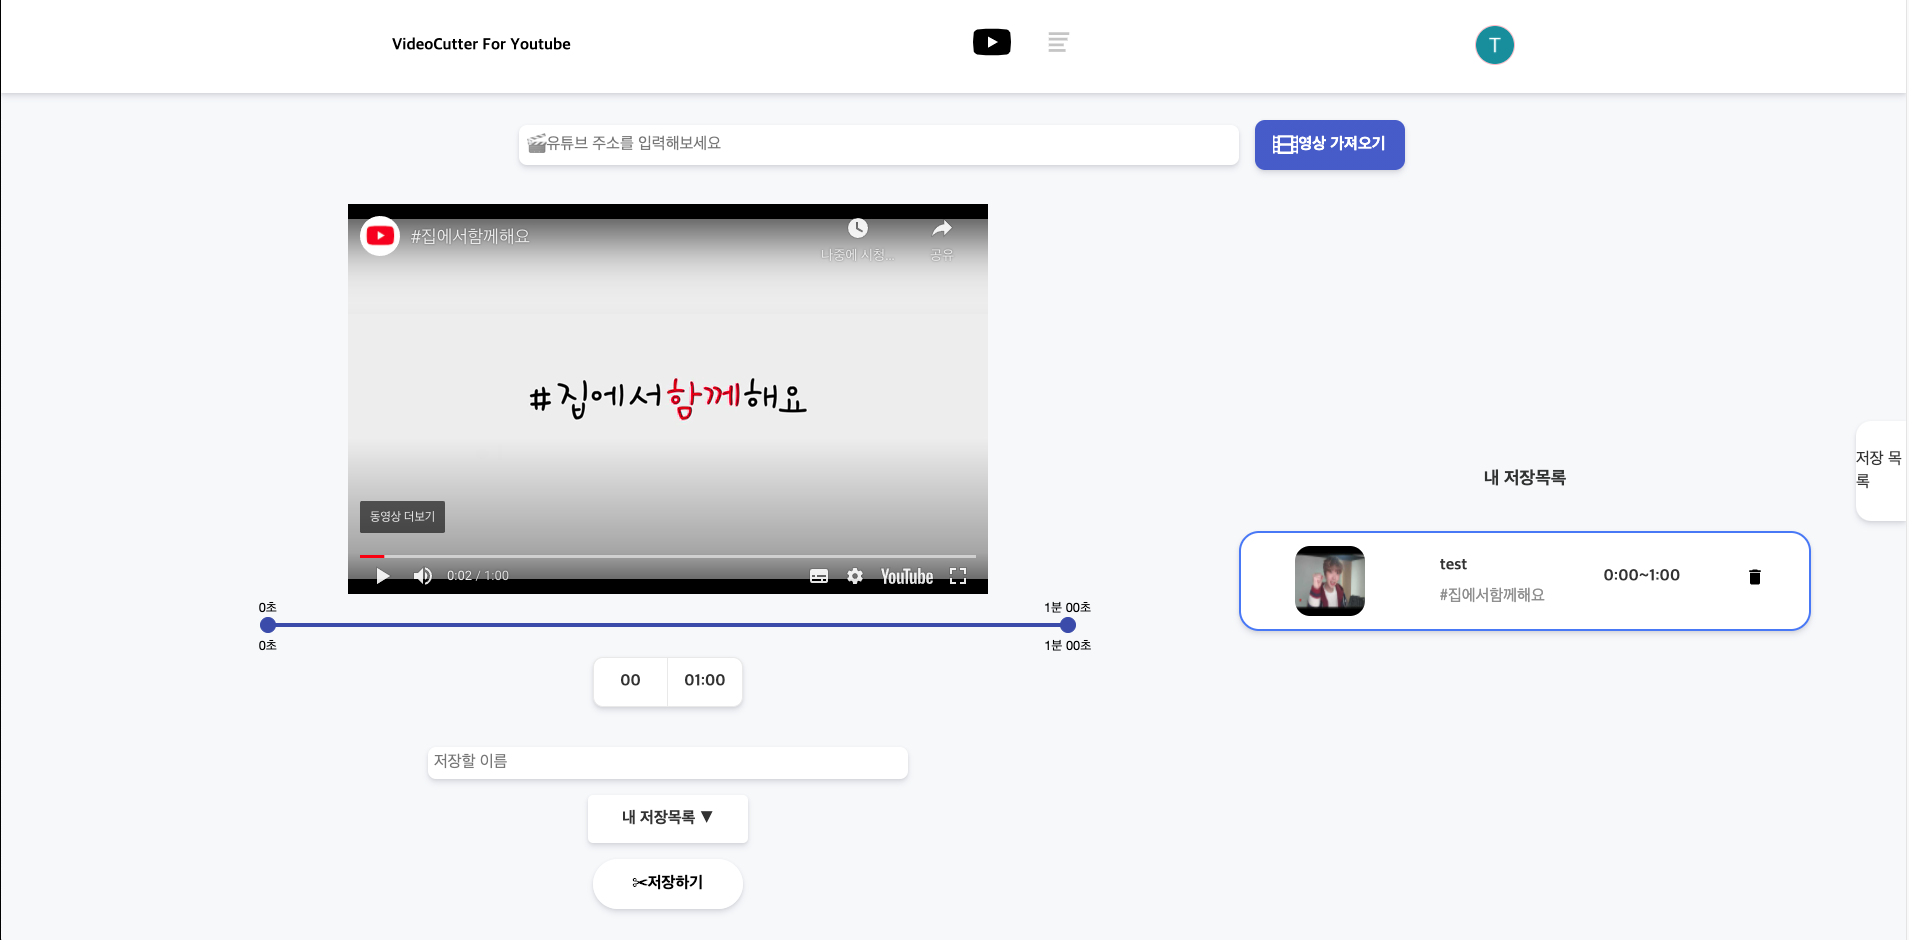 VideoCutter For Youtube
T
유튜브 주소를 입력해보세요
영상 가져오기
#집에서함께해요
나중에 시청...
공유
#집에서함께해요
동영상 더보기
0:02 / 1:00
YouTube
0초
1분 00초
0초
1분 00초
00
01:00
저장할 이름
내 저장목록 ▼
✂저장하기
내 저장목록
test
#집에서함께해요
0:00~1:00
저장 목
록